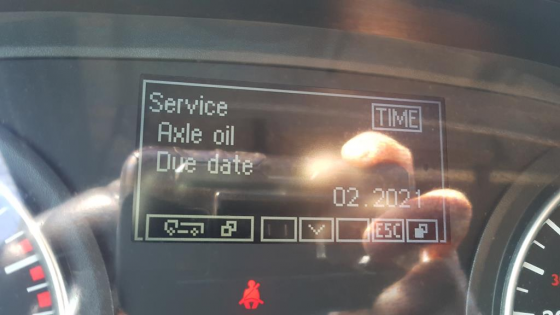 Service
TIME
Axle oil
Due date
02.2021
ESC